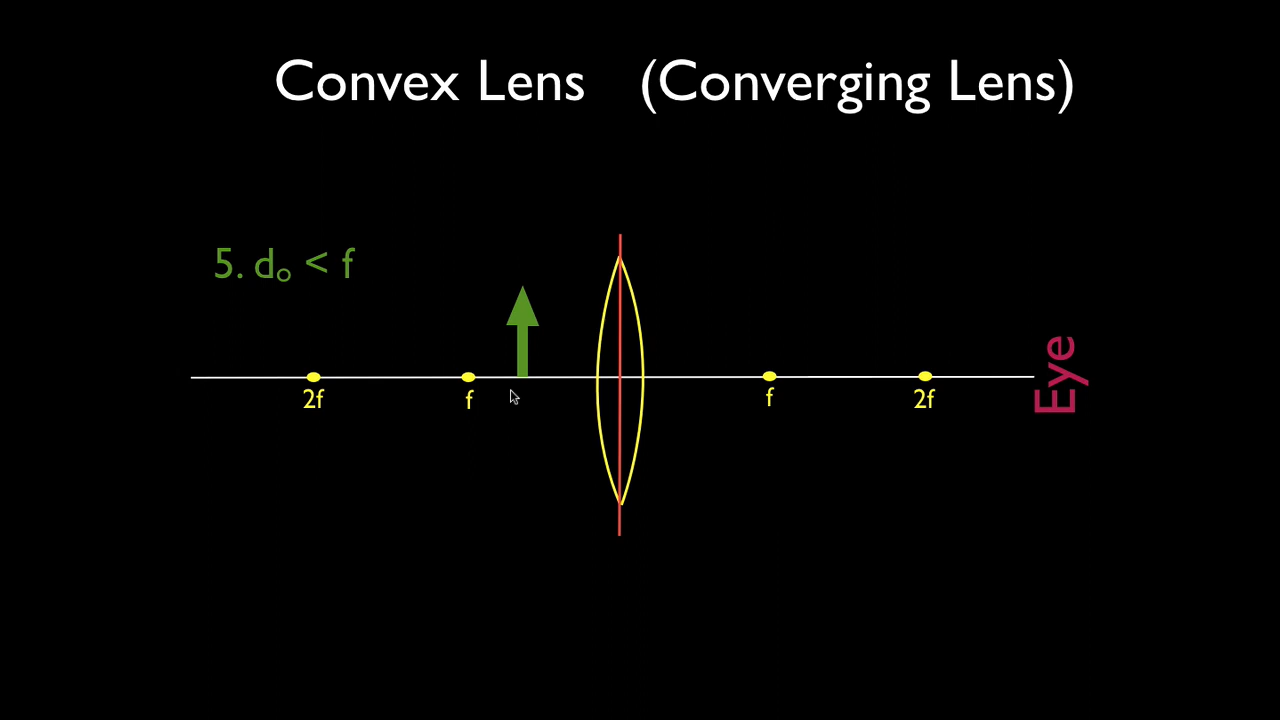 Convex Lens (Converging Lens)
5. dₒ < f
2f
f
f
2f
Eye